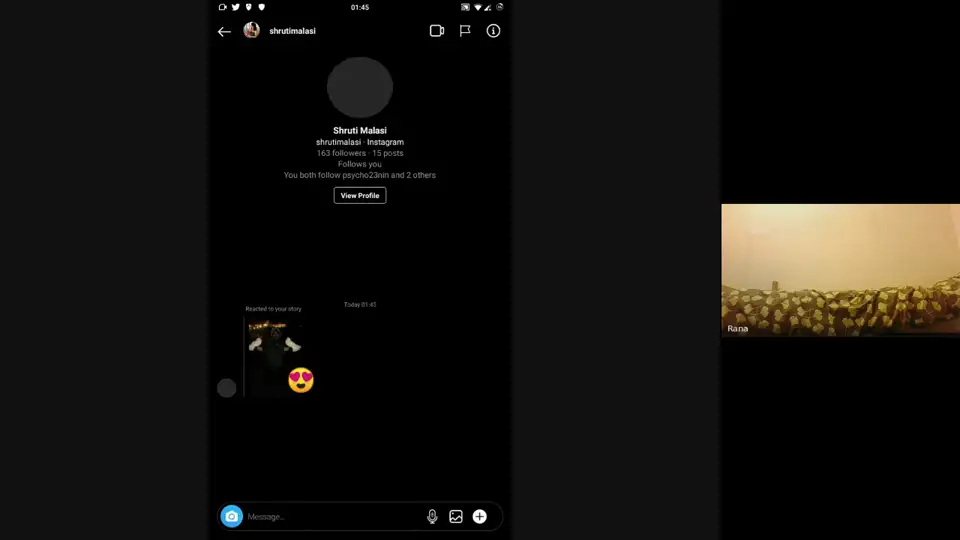 01:45
shrutimalasi
Shruti Malasi
shrutimalasi · Instagram
163 followers · 15 posts
Follows you
You both follow psycho23nin and 2 others
View Profile
Today 01:45
Reacted to your story
Message...
Rana